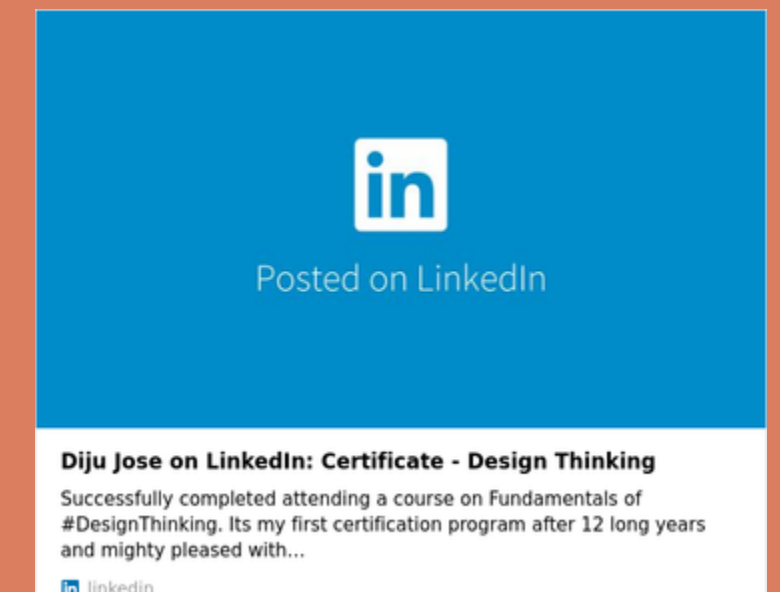 in
Posted on LinkedIn
Diju Jose on LinkedIn: Certificate - Design Thinking
Successfully completed attending a course on Fundamentals of
#DesignThinking. Its my first certification program after 12 long years
and mighty pleased with...
in linkedin